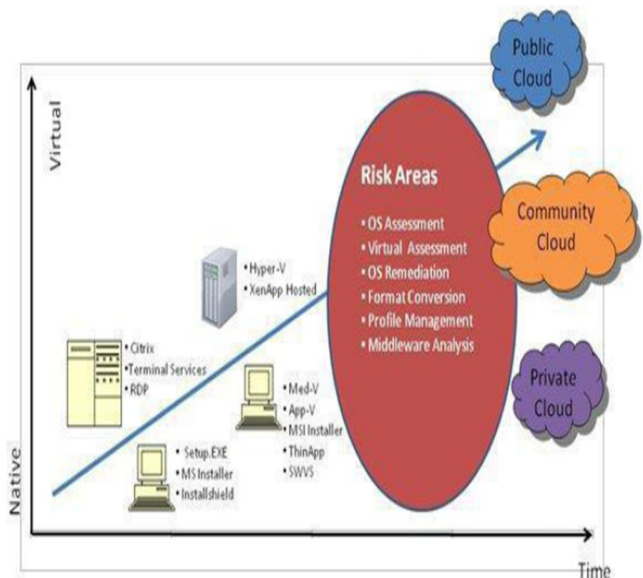 Public
Cloud
Virtual
Risk Areas
• OS Assessment
• Virtual Assessment
• OS Remediation
• Format Conversion
• Profile Management
• Middleware Analysis
Community
Cloud
• Hyper-V
• XenApp Hosted
• Citrix
• Terminal Services
• RDP
• Med-V
• App-V
• MSI Installer
• ThinApp
• SWVS
Private
Cloud
• Setup.EXE
• MS Installer
• Installshield
Native
Time